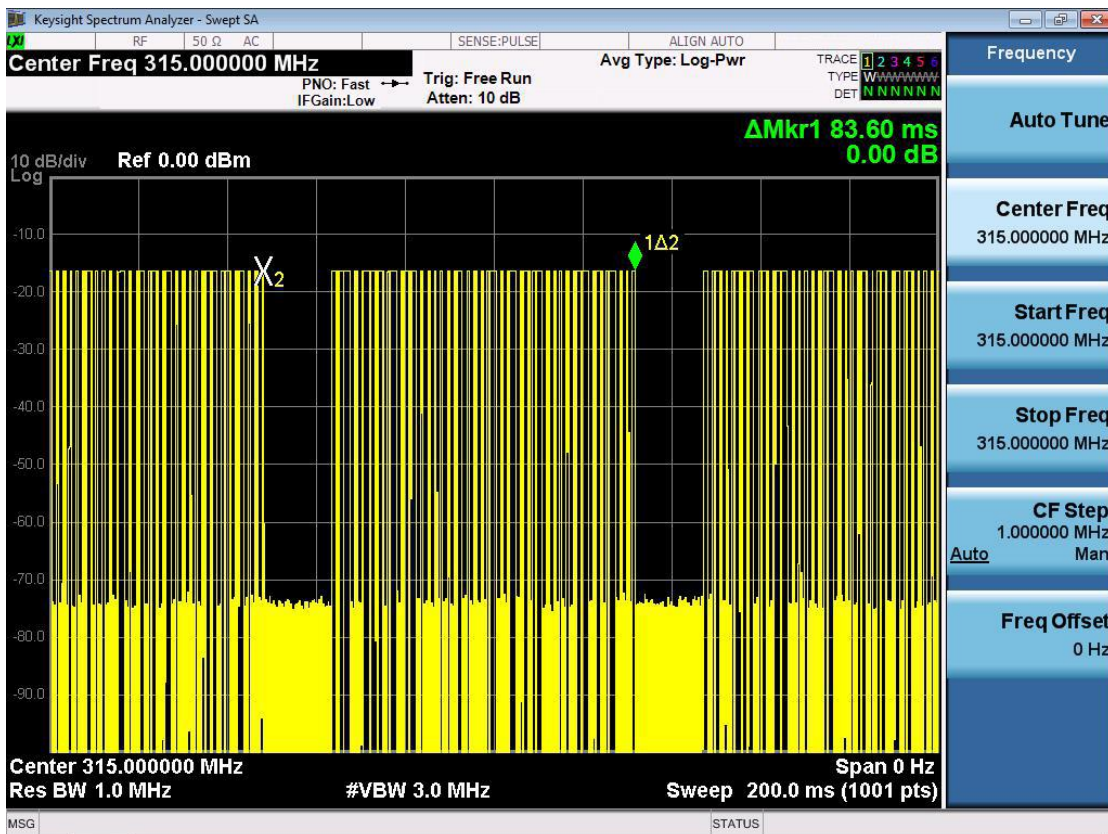 Keysight Spectrum Analyzer - Swept SA
LXI RF 50 Ω AC SENSE:PULSE ALIGN AUTO
Center Freq 315.000000 MHz
PNO: Fast
IFGain:Low
Trig: Free Run
Atten: 10 dB
Avg Type: Log-Pwr
TRACE 1 2 3 4 5 6
TYPE WWWWWWW
DET N N N N N N
ΔMkr1 83.60 ms
0.00 dB
10 dB/div Ref 0.00 dBm
Log
-10.0
-20.0
-30.0
-40.0
-50.0
-60.0
-70.0
-80.0
-90.0
X2
1Δ2
Center 315.000000 MHz Span 0 Hz
Res BW 1.0 MHz #VBW 3.0 MHz Sweep 200.0 ms (1001 pts)
MSG STATUS
Frequency
Auto Tune
Center Freq
315.000000 MHz
Start Freq
315.000000 MHz
Stop Freq
315.000000 MHz
CF Step
1.000000 MHz
Auto Man
Freq Offset
0 Hz